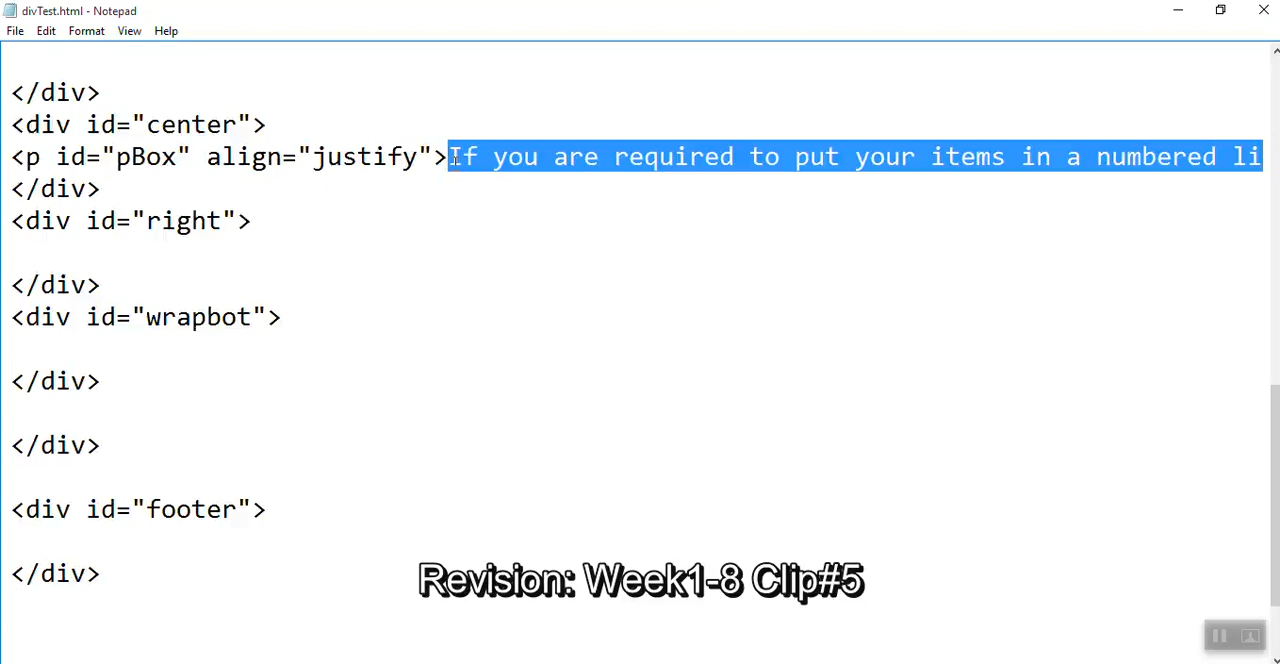 divTest.html - Notepad
File Edit Format View Help
</div>
<div id="center">
<p id="pBox" align="justify">If you are required to put your items in a numbered li
</div>
<div id="right">
</div>
<div id="wrapbot">
</div>
</div>
<div id="footer">
</div>
Revision: Week1-8 Clip#5